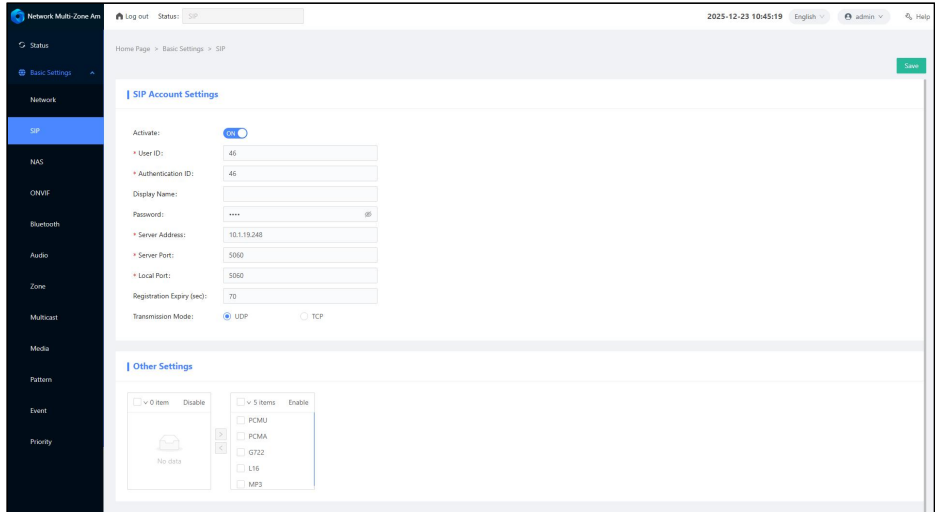 Network Multi-Zone Am
Log out Status: SIP
2025-12-23 10:45:19 English admin Help
Status
Home Page > Basic Settings > SIP
Save
Basic Settings
Network
SIP
NAS
ONVIF
Bluetooth
Audio
Zone
Multicast
Media
Pattern
Event
Priority
SIP Account Settings
Activate: ON
* User ID: 46
* Authentication ID: 46
Display Name:
Password: ••••
* Server Address: 10.1.19.248
* Server Port: 5060
* Local Port: 5060
Registration Expiry (sec): 70
Transmission Mode: UDP TCP
Other Settings
0 item Disable
No data
> 
<
5 items Enable
PCMU
PCMA
G722
L16
MP3